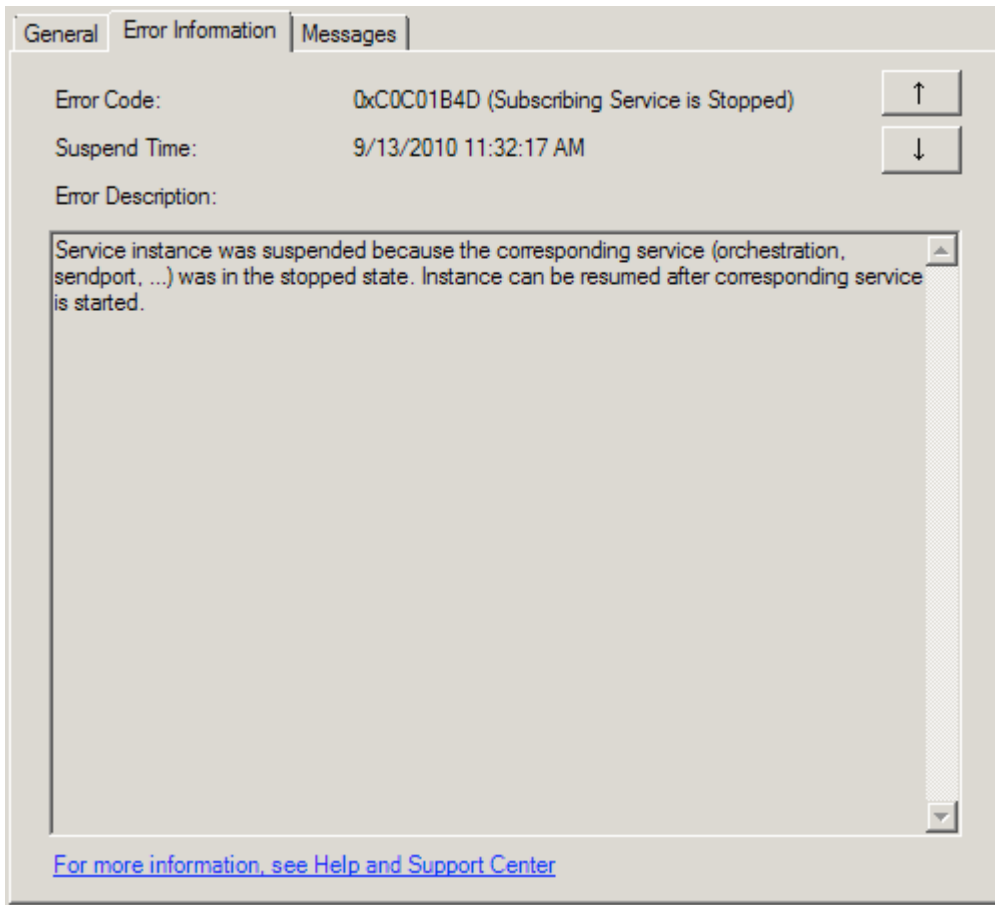 General Error Information Messages
Error Code: 0xC0C01B4D (Subscribing Service is Stopped) ↑
Suspend Time: 9/13/2010 11:32:17 AM ↓
Error Description:
Service instance was suspended because the corresponding service (orchestration,
sendport, ...) was in the stopped state. Instance can be resumed after corresponding service
is started.
For more information, see Help and Support Center